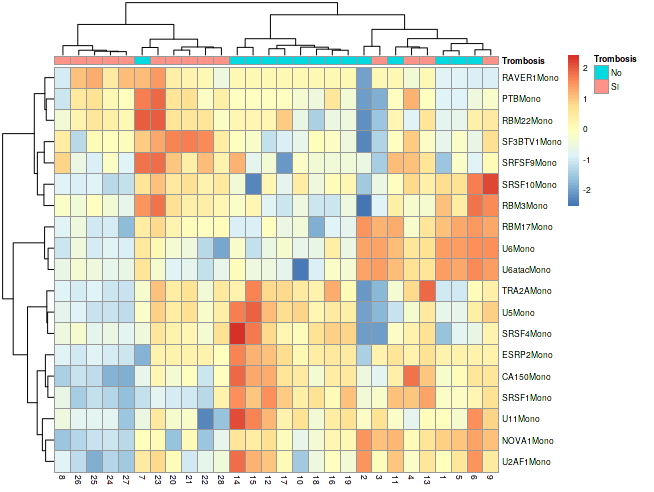 Trombosis
RAVER1Mono
PTBMono
RBM22Mono
SF3BTV1Mono
SRFSF9Mono
SRSF10Mono
RBM3Mono
RBM17Mono
U6Mono
U6atacMono
TRA2AMono
U5Mono
SRSF4Mono
ESRP2Mono
CA150Mono
SRSF1Mono
U11Mono
NOVA1Mono
U2AF1Mono
8 26 25 24 27 7 23 20 21 22 28 14 15 12 17 10 18 16 19 2 3 11 4 13 1 5 6 9
2
1
0
-1
-2
Trombosis
No
SI